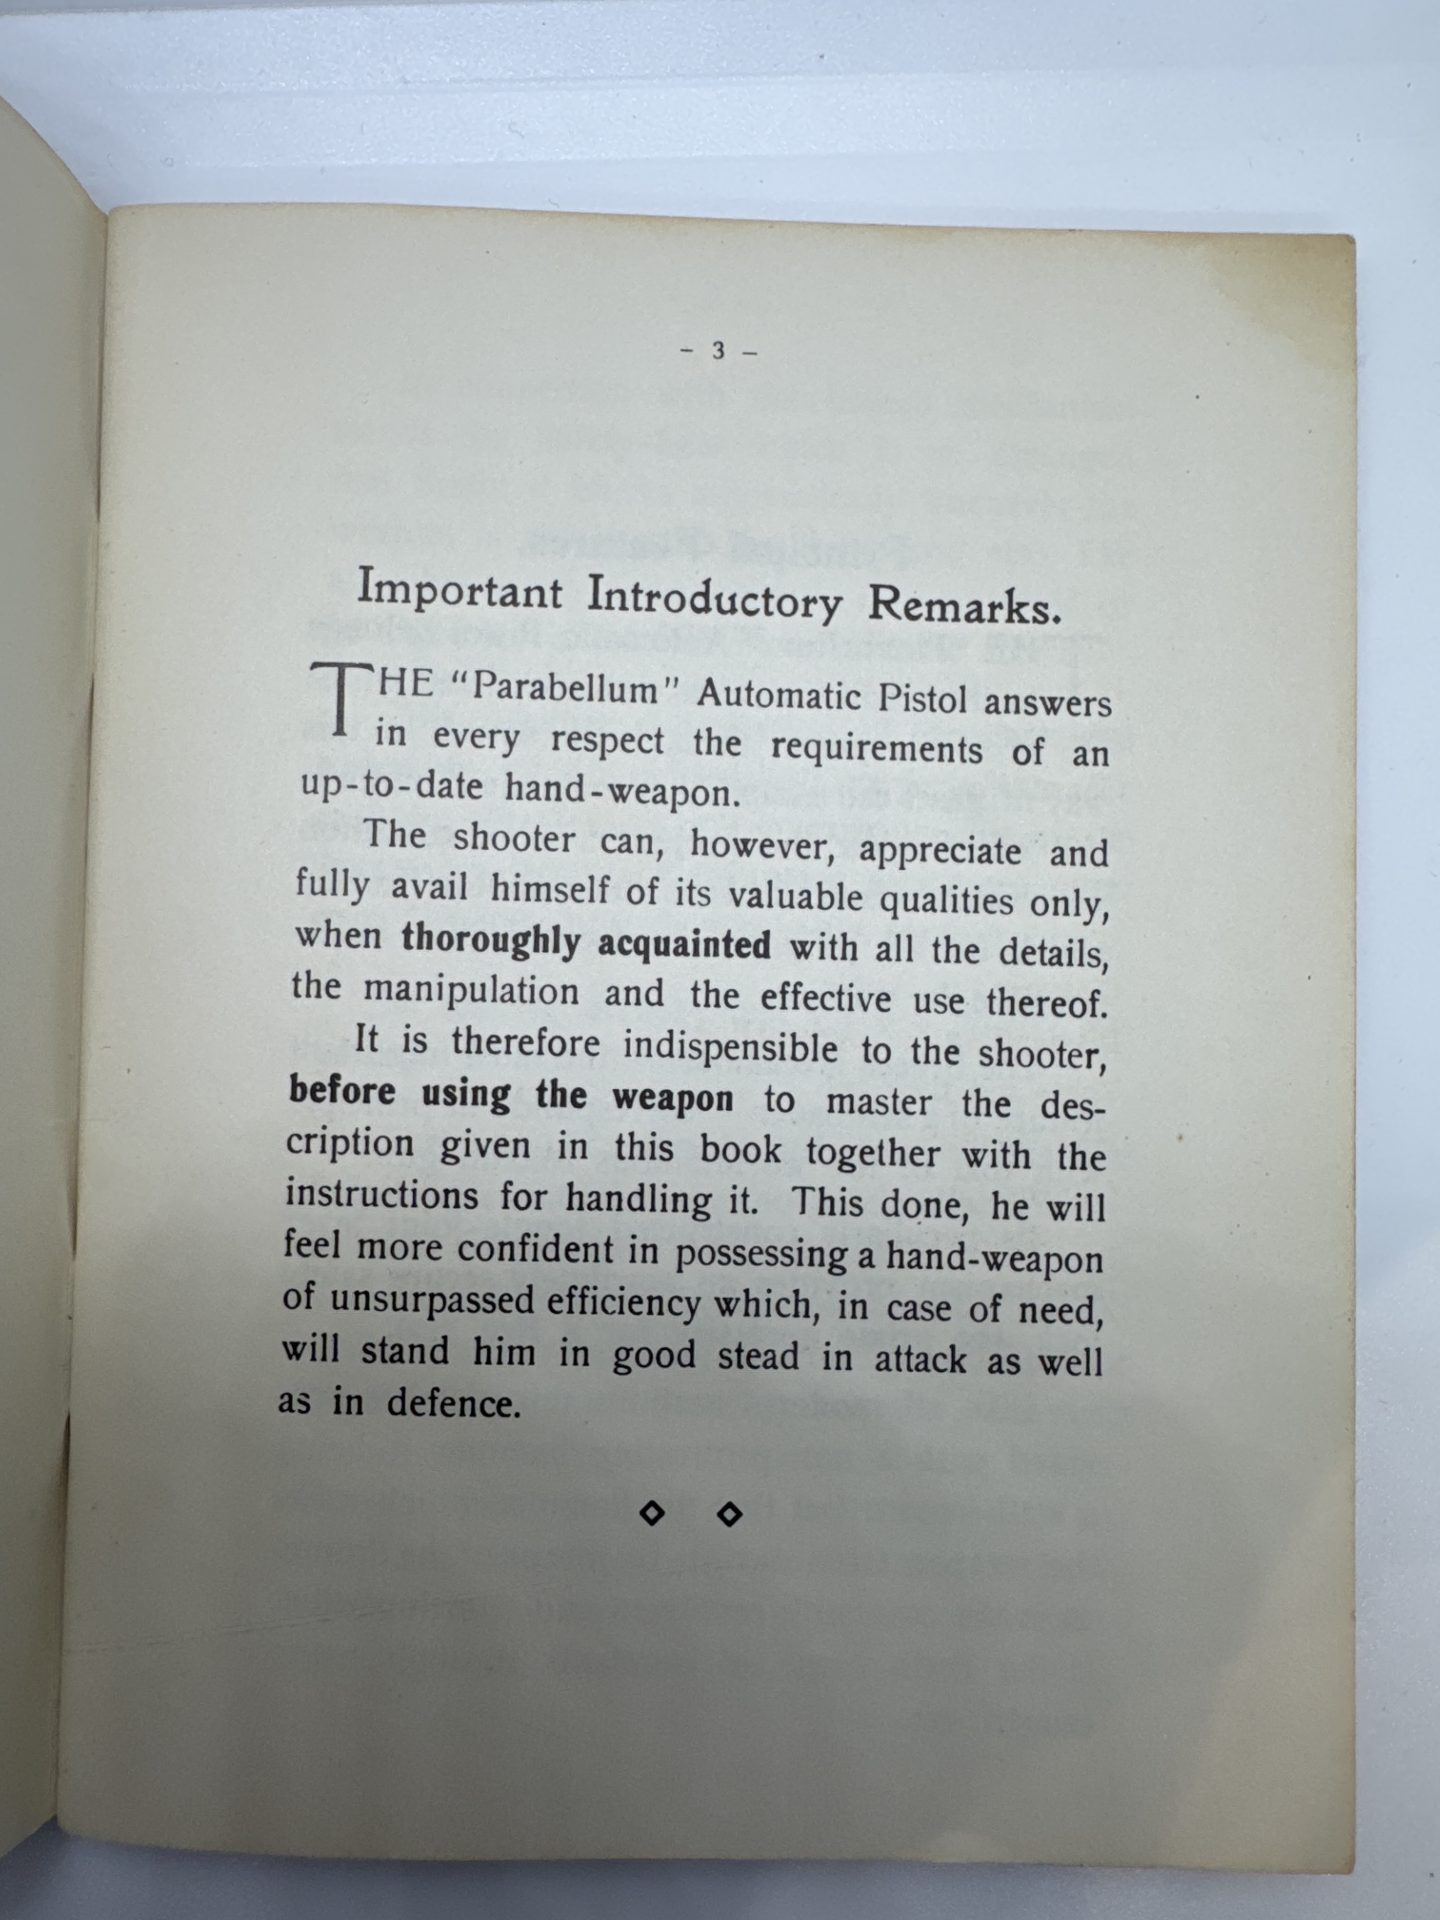 - 3 -
Important Introductory Remarks.
THE "Parabellum" Automatic Pistol answers
in every respect the requirements of an
up-to-date hand-weapon.
The shooter can, however, appreciate and
fully avail himself of its valuable qualities only,
when thoroughly acquainted with all the details,
the manipulation and the effective use thereof.
It is therefore indispensible to the shooter,
before using the weapon to master the des-
cription given in this book together with the
instructions for handling it. This done, he will
feel more confident in possessing a hand-weapon
of unsurpassed efficiency which, in case of need,
will stand him in good stead in attack as well
as in defence.